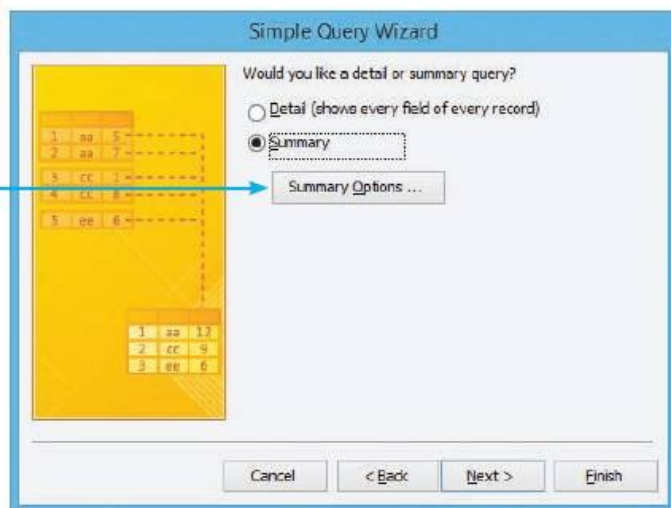 Simple Query Wizard
Would you like a detail or summary query?
Detail (shows every field of every record)
Summary
Summary Options ...
1 aa 5
2 aa 7
3 cc 1
4 cc 8
5 ee 6
1 aa 12
2 cc 9
3 ee 6
Cancel
< Back
Next >
Finish